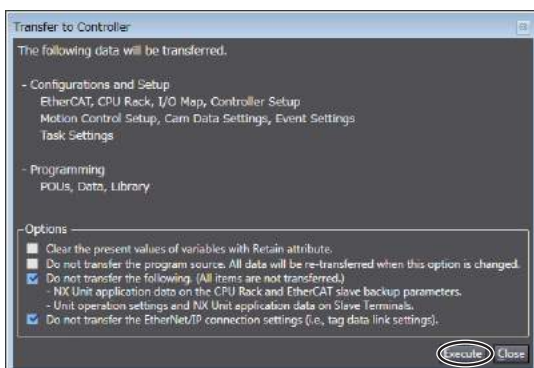 Transfer to Controller
The following data will be transferred.
- Configurations and Setup
EtherCAT, CPU Rack, I/O Map, Controller Setup
Motion Control Setup, Cam Data Settings, Event Settings
Task Settings
- Programming
POUs, Data, Library
Options
Clear the present values of variables with Retain attribute.
Do not transfer the program source. All data will be re-transferred when this option is changed.
Do not transfer the following. (All items are not transferred.)
- NX Unit application data on the CPU Rack and EtherCAT slave backup parameters.
- Unit operation settings and NX Unit application data on Slave Terminals.
Do not transfer the EtherNet/IP connection settings (i.e., tag data link settings).
Execute Close